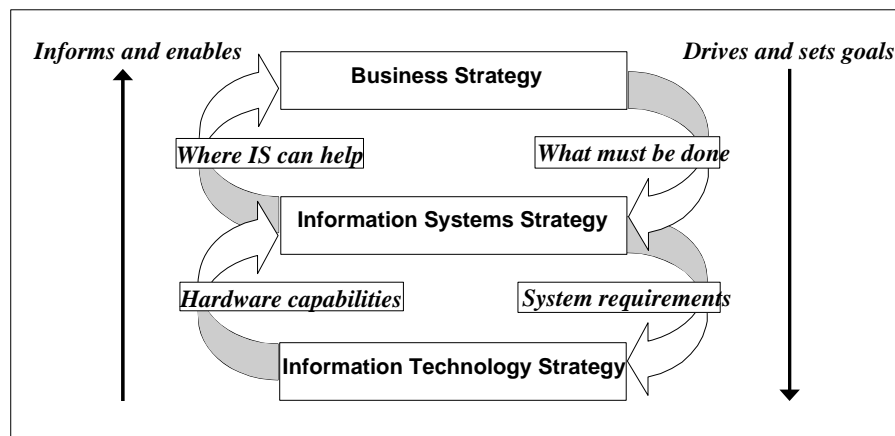 Informs and enables
Drives and sets goals
Business Strategy
Where IS can help
What must be done
Information Systems Strategy
Hardware capabilities
System requirements
Information Technology Strategy